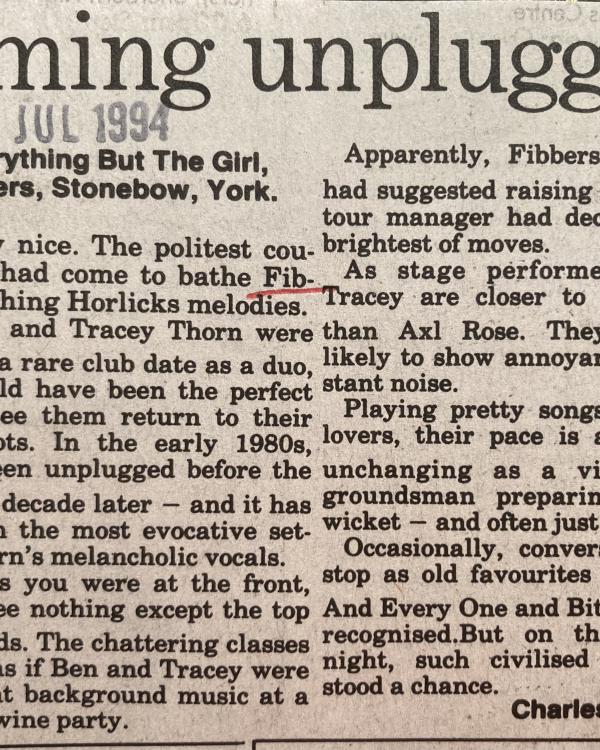 ming unplugg
JUL 1994
rything But The Girl,
ers, Stonebow, York.
y nice. The politest cou-
had come to bathe Fib-
thing Horlicks melodies.
and Tracey Thorn were
a rare club date as a duo,
ld have been the perfect
ee them return to their
ots. In the early 1980s,
een unplugged before the
decade later — and it has
n the most evocative set-
rn's melancholic vocals.
s you were at the front,
ee nothing except the top
ds. The chattering classes
as if Ben and Tracey were
nt background music at a
wine party.
Apparently, Fibbers
had suggested raising
tour manager had dec
brightest of moves.
As stage performe
Tracey are closer to
than Axl Rose. They
likely to show annoyan
stant noise.
Playing pretty songs
lovers, their pace is a
unchanging as a vi
groundsman preparin
wicket — and often just
Occasionally, convers
stop as old favourites
And Every One and Bit
recognised.But on th
night, such civilised
stood a chance.
Charles